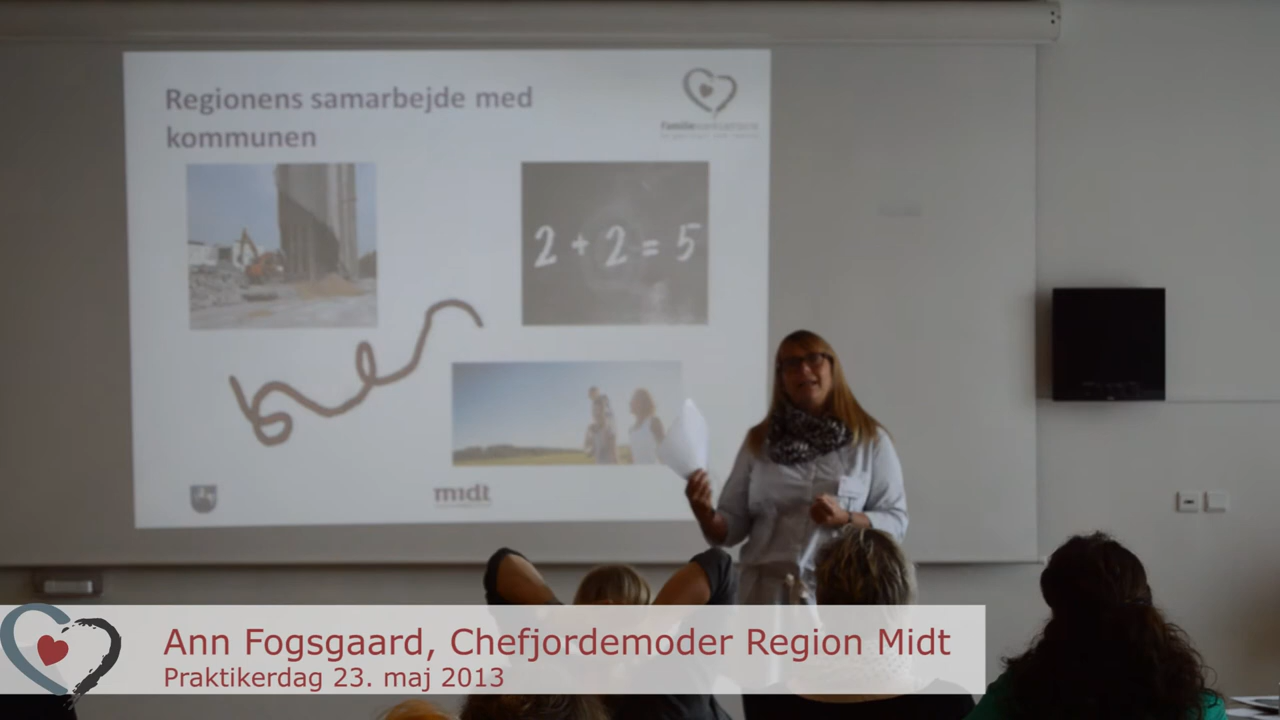 Regionens samarbejde med
kommunen
2 + 2 = 5
midt
Ann Fogsgaard, Chefjordemoder Region Midt
Praktikerdag 23. maj 2013